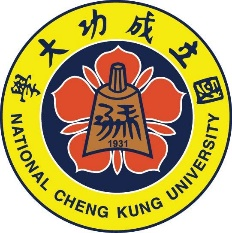 國立成功大學
1931
NATIONAL CHENG KUNG UNIVERSITY